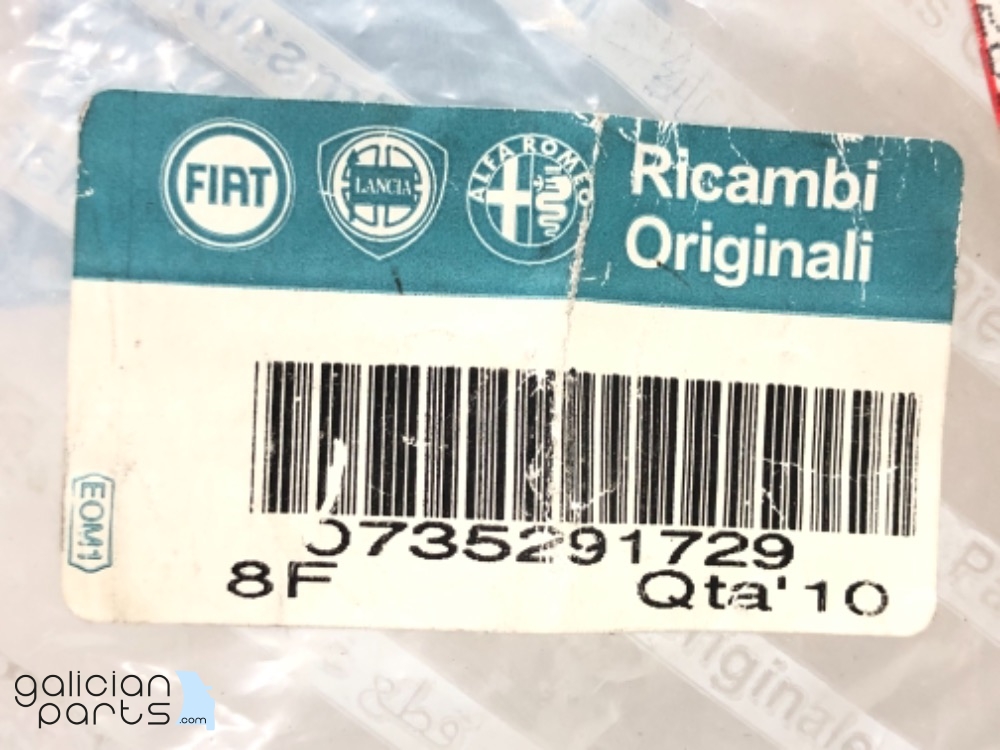 FIAT
LANCIA
ALFA ROMEO
Ricambi
Originali
0735291729
8F Qta'10
EOM1
galician
parts.com